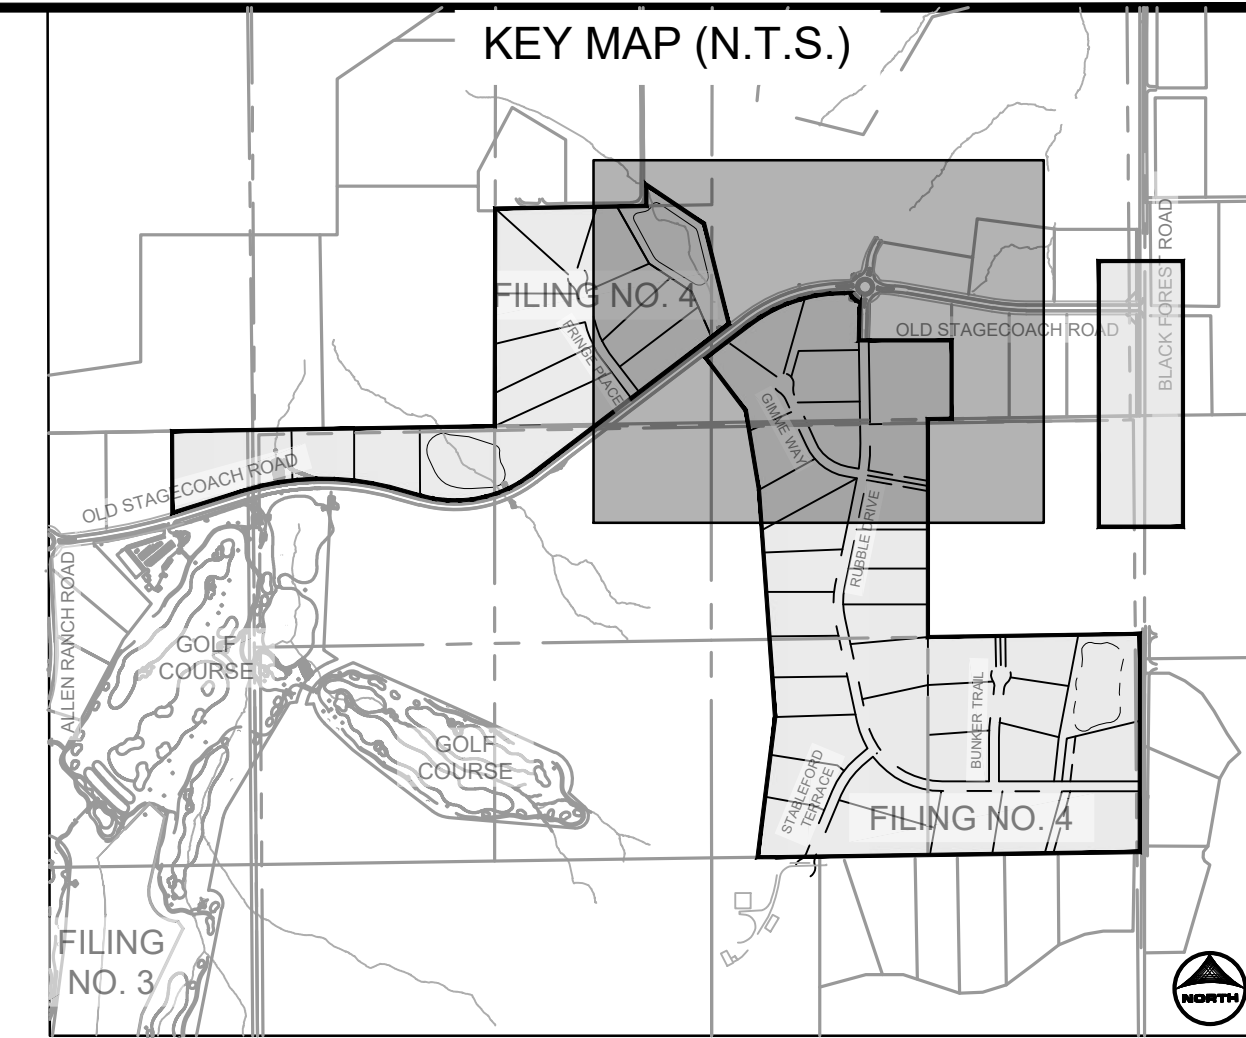 KEY MAP (N.T.S.)
BLACK FOREST ROAD
FILING NO. 4
OLD STAGECOACH ROAD
FRINGE PLACE
GIMME WAY
OLD STAGECOACH ROAD
RUBBLE DRIVE
ALLEN RANCH ROAD
GOLF
COURSE
BUNKER TRAIL
GOLF
COURSE
STABLEFORD
TERRACE
FILING NO. 4
FILING
NO. 3
NORTH